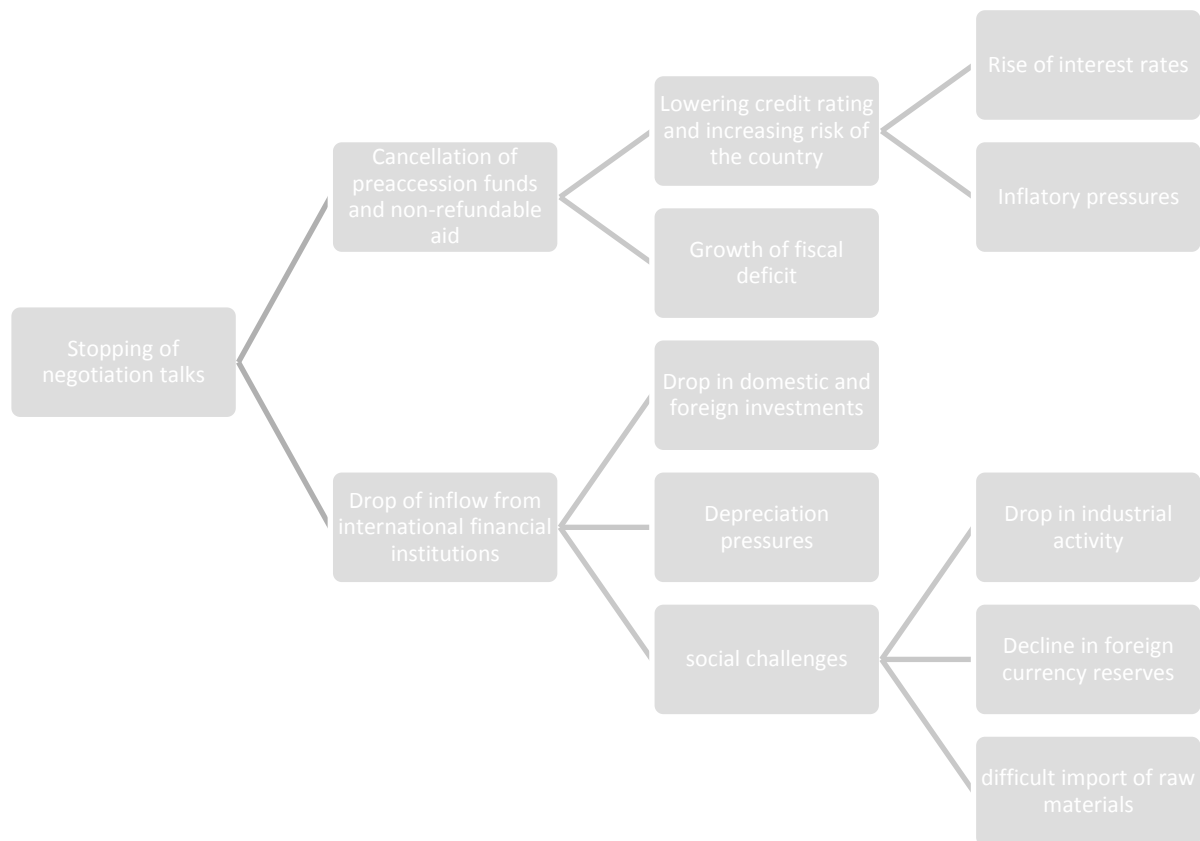 Stopping of
negotiation talks
Cancellation of
preaccession funds
and non-refundable
aid
Lowering credit rating
and increasing risk of
the country
Rise of interest rates
Inflatory pressures
Growth of fiscal
deficit
Drop of inflow from
international financial
institutions
Drop in domestic and
foreign investments
Depreciation
pressures
social challenges
Drop in industrial
activity
Decline in foreign
currency reserves
difficult import of raw
materials